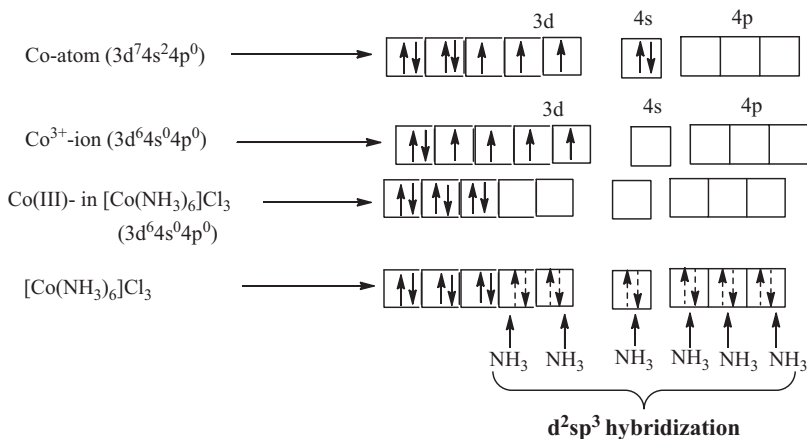 3d 4s 4p
Co-atom (3d⁷4s²4p⁰)
3d 4s 4p
Co³⁺-ion (3d⁶4s⁰4p⁰)
Co(III)- in [Co(NH₃)₆]Cl₃
(3d⁶4s⁰4p⁰)
[Co(NH₃)₆]Cl₃
NH₃ NH₃ NH₃ NH₃ NH₃ NH₃
d²sp³ hybridization